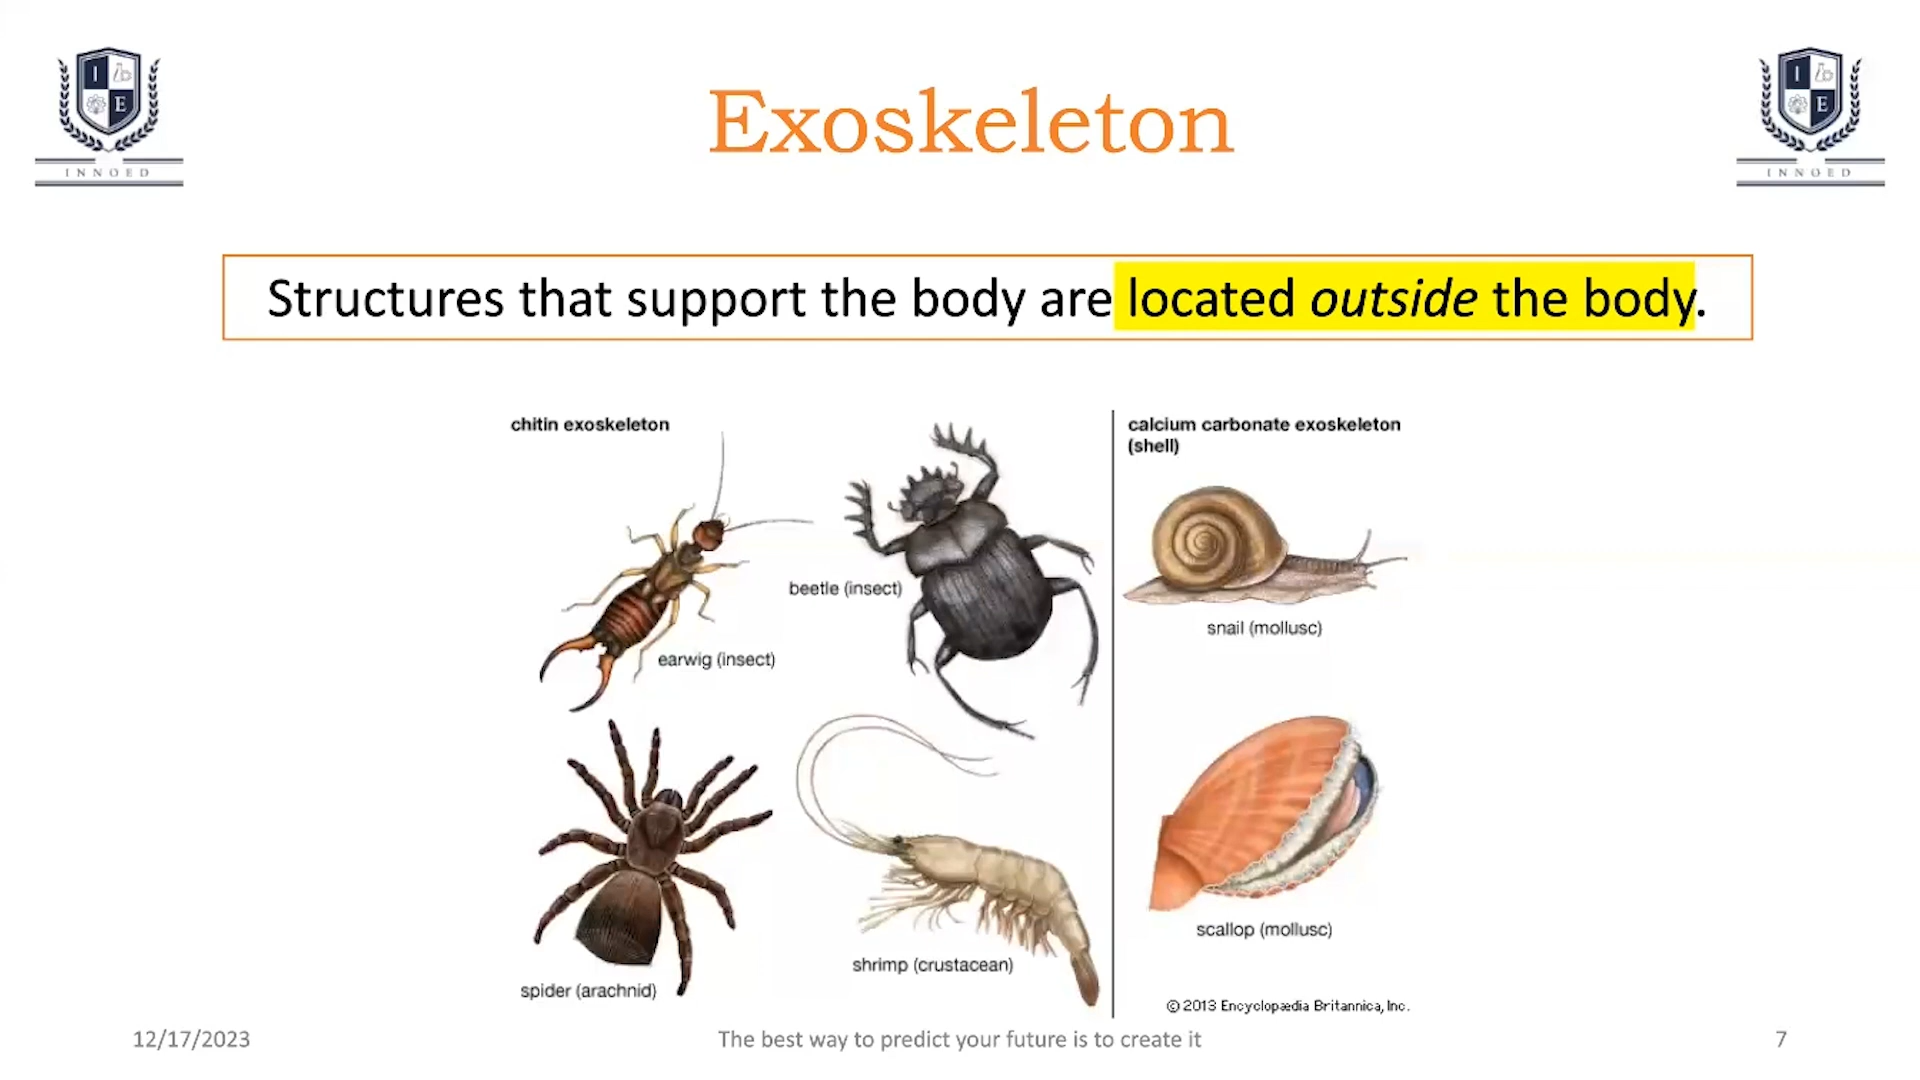 I
E
INNOED
Exoskeleton
I
E
INNOED
Structures that support the body are located outside the body.
chitin exoskeleton
earwig (insect)
beetle (insect)
spider (arachnid)
shrimp (crustacean)
calcium carbonate exoskeleton
(shell)
snail (mollusc)
scallop (mollusc)
© 2013 Encyclopædia Britannica, Inc.
12/17/2023
The best way to predict your future is to create it
7